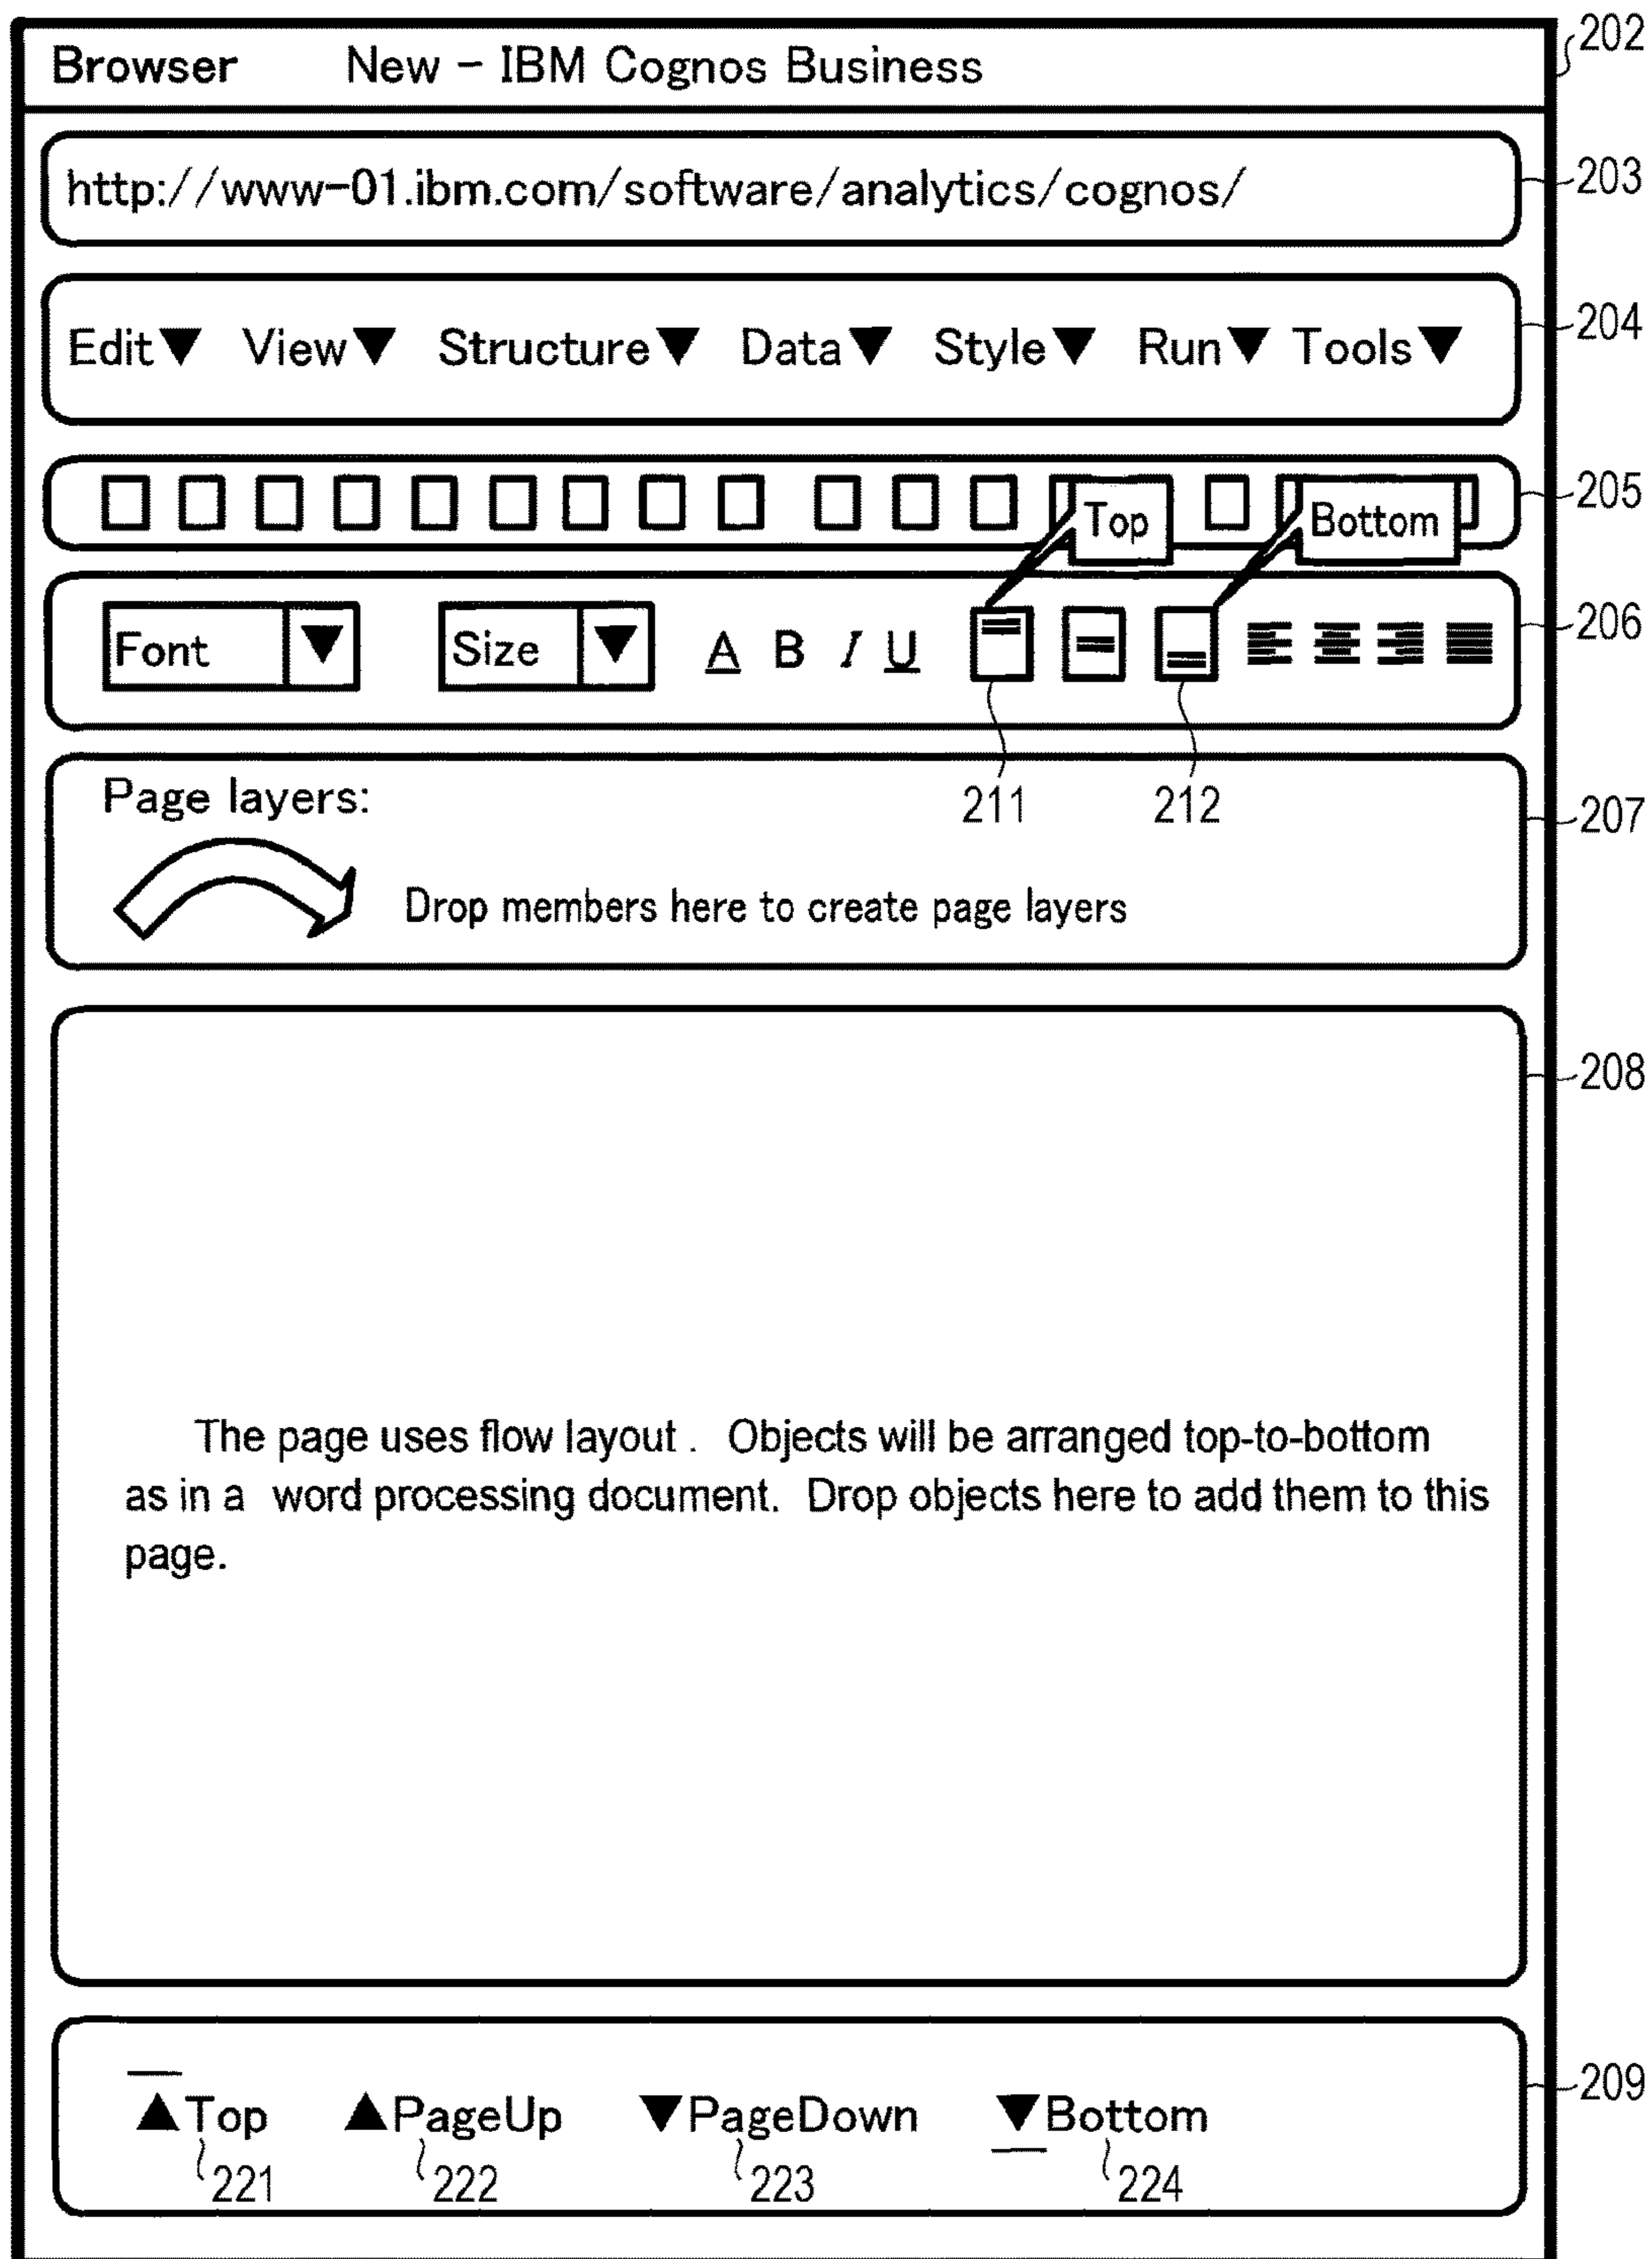 Browser New - IBM Cognos Business 202
http://www-01.ibm.com/software/analytics/cognos/ 203
Edit▼ View▼ Structure▼ Data▼ Style▼ Run▼ Tools▼ 204
205
Top Bottom
Font ▼ Size ▼ A B I U 206
211 212
Page layers: 207
Drop members here to create page layers
208
The page uses flow layout . Objects will be arranged top-to-bottom
as in a word processing document. Drop objects here to add them to this
page.
209
▲Top ▲PageUp ▼PageDown ▼Bottom
221 222 223 224